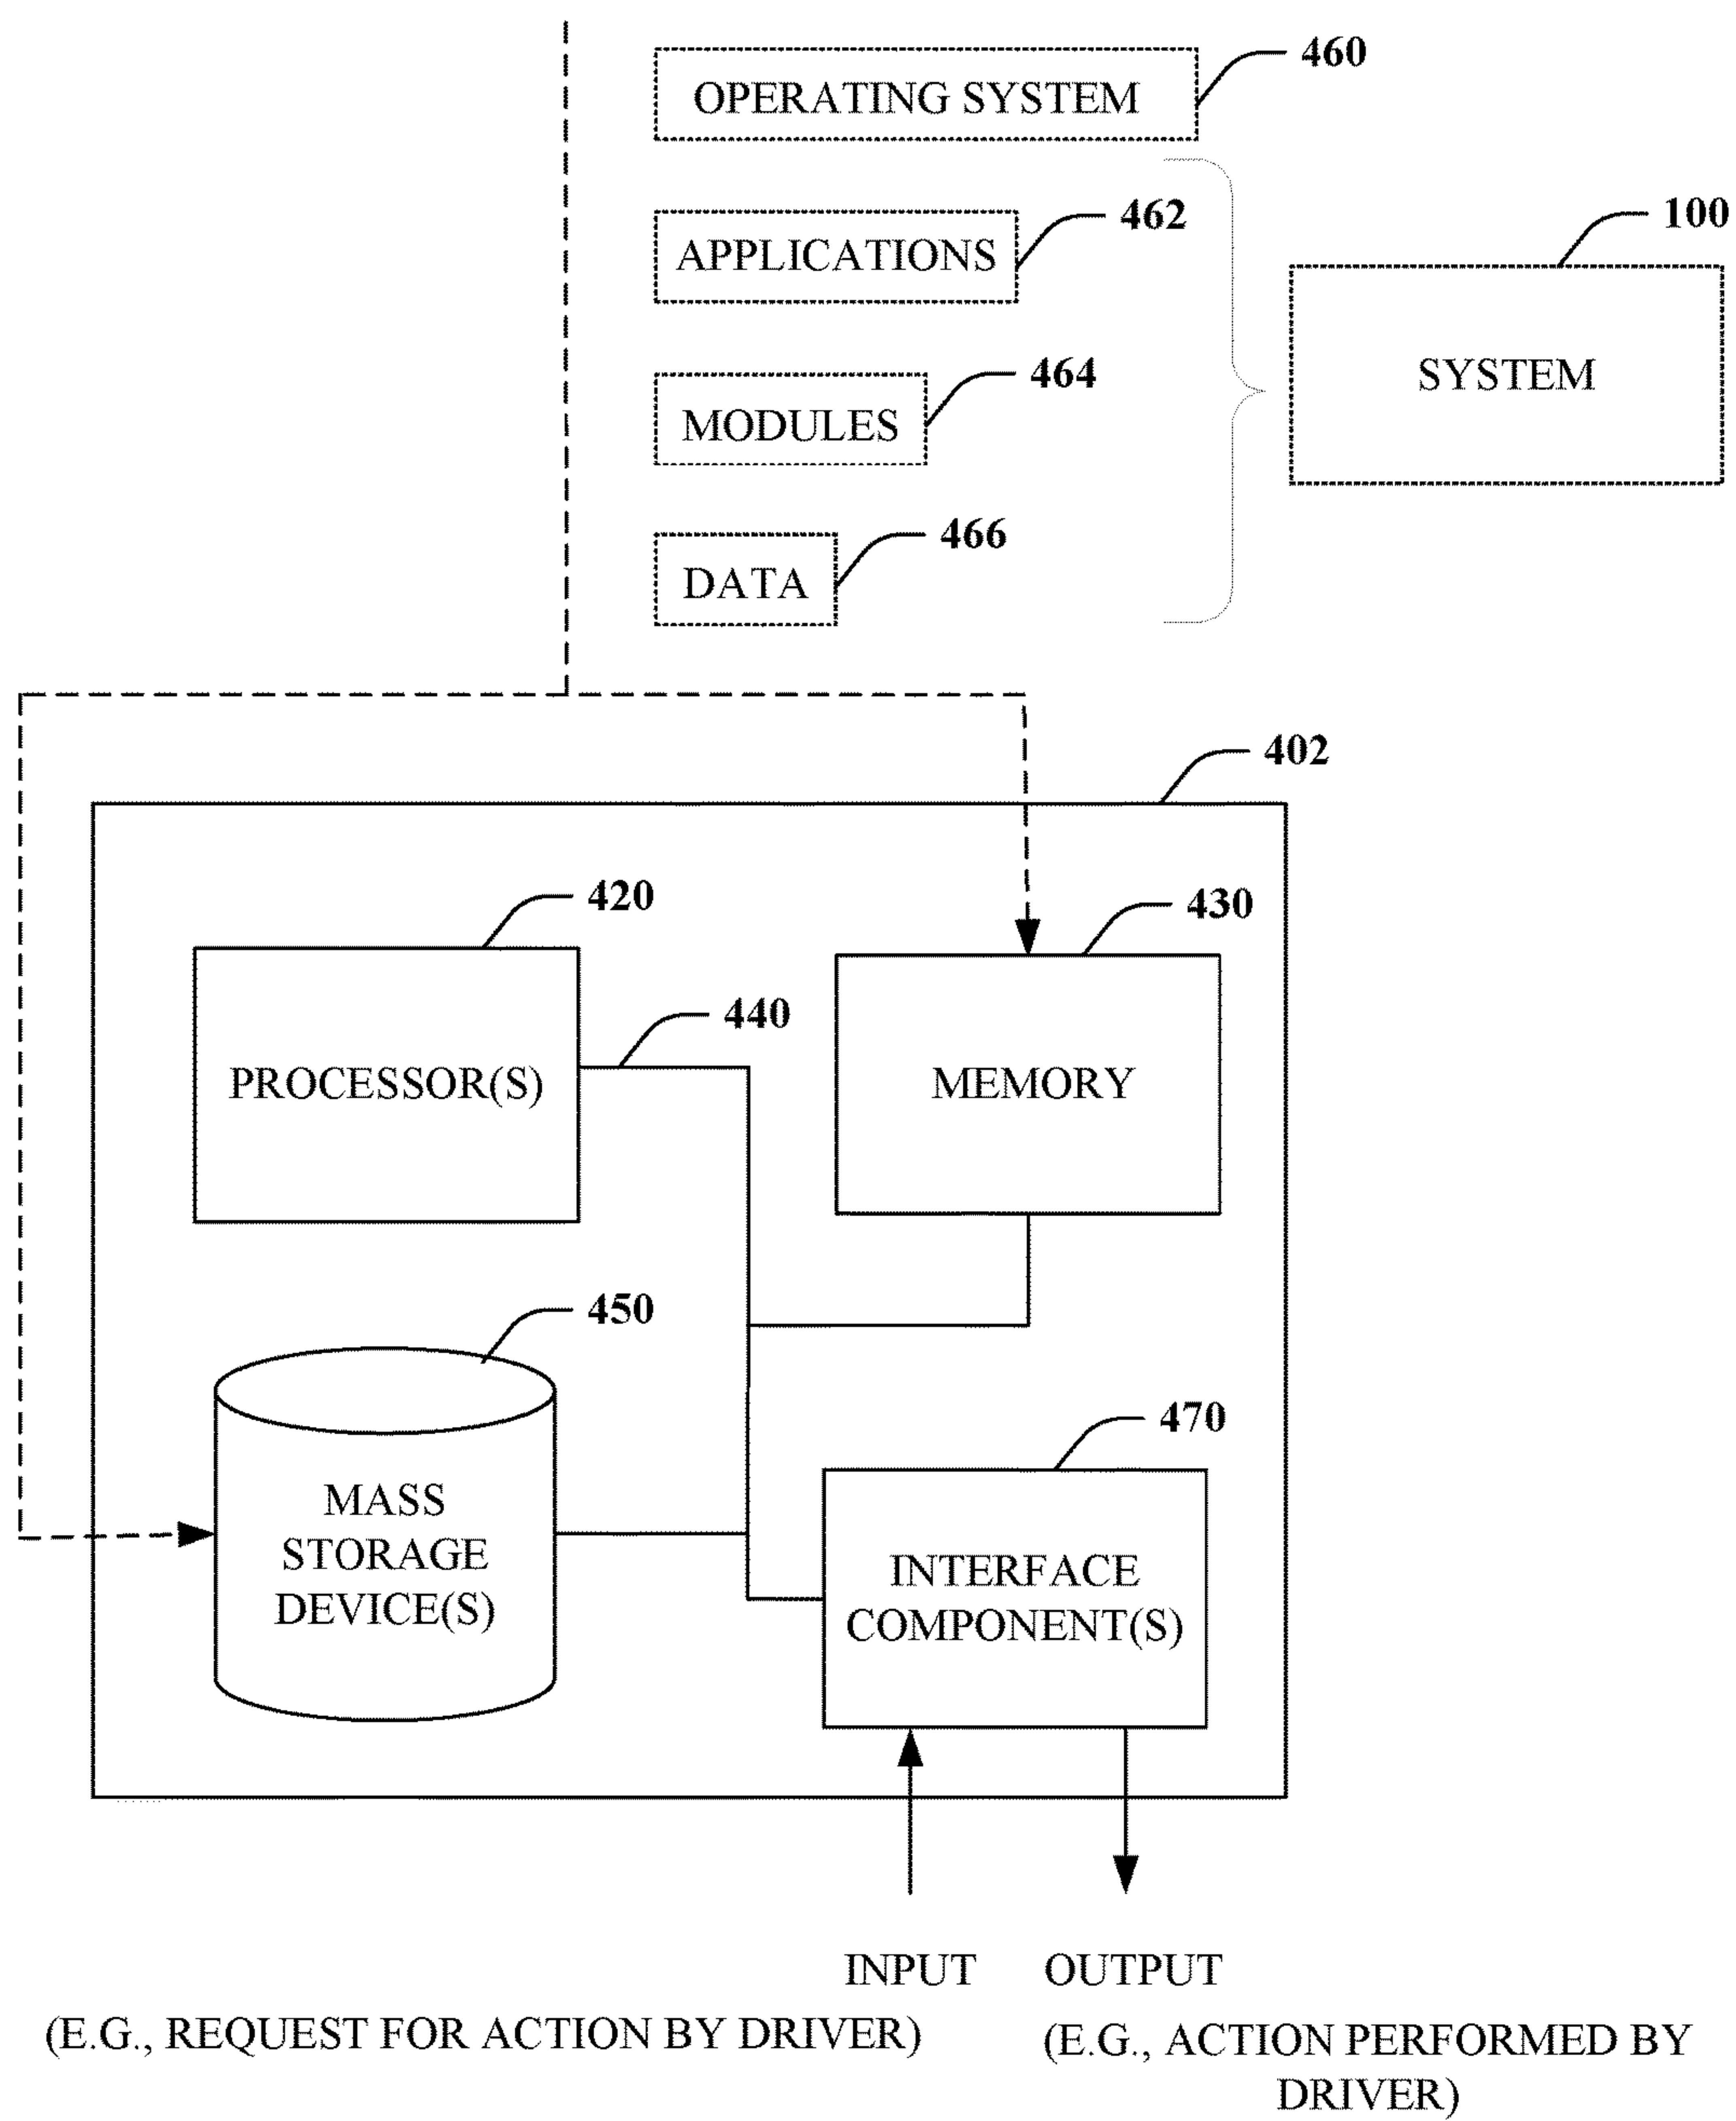 460
OPERATING SYSTEM
462
APPLICATIONS
100
SYSTEM
464
MODULES
466
DATA
402
420
PROCESSOR(S)
430
MEMORY
440
450
MASS
STORAGE
DEVICE(S)
470
INTERFACE
COMPONENT(S)
INPUT
(E.G., REQUEST FOR ACTION BY DRIVER)
OUTPUT
(E.G., ACTION PERFORMED BY
DRIVER)